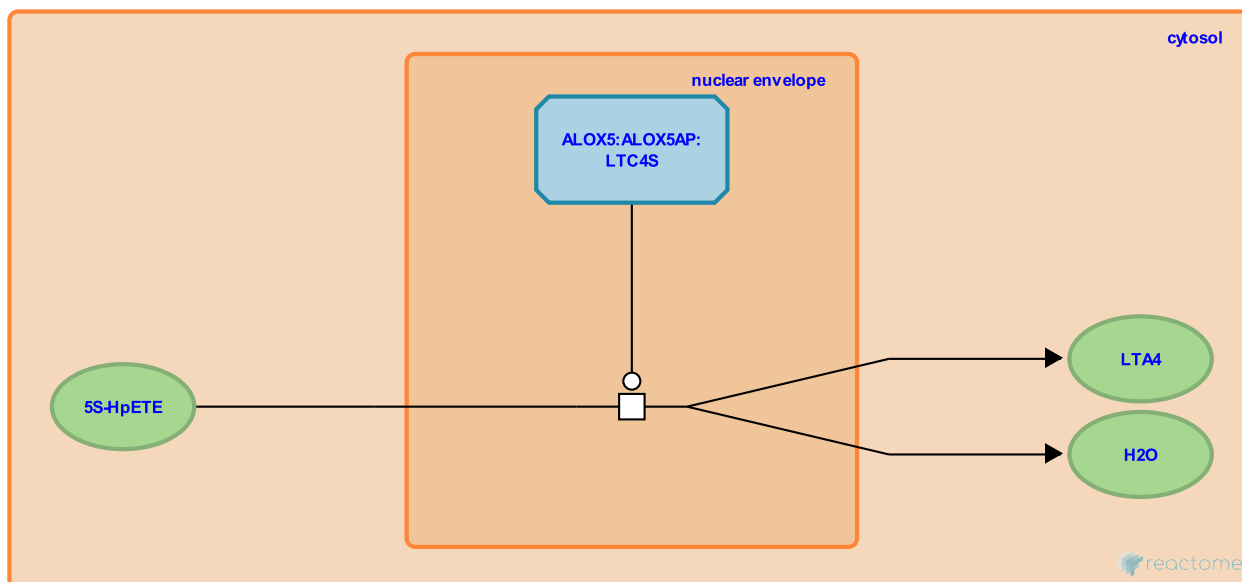 cytosol
nuclear envelope
ALOX5:ALOX5AP:
LTC4S
5S-HpETE
LTA4
H2O
reactome